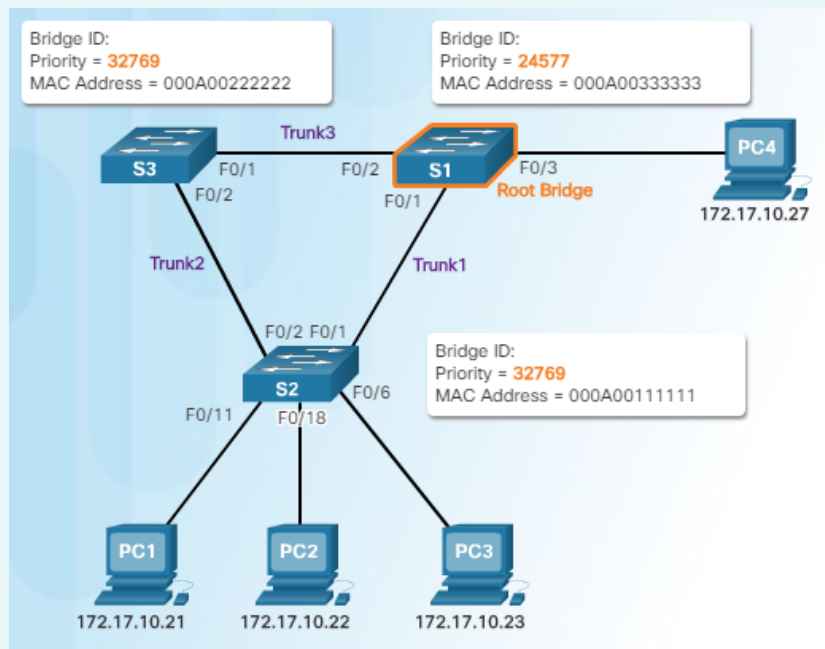 Bridge ID:
Priority = 32769
MAC Address = 000A00222222
Bridge ID:
Priority = 24577
MAC Address = 000A00333333
Trunk3
S3
F0/1
F0/2
S1
F0/3
PC4
F0/2
F0/1
Root Bridge
172.17.10.27
Trunk2
Trunk1
F0/2 F0/1
Bridge ID:
Priority = 32769
MAC Address = 000A00111111
S2
F0/6
F0/11
F0/18
PC1
PC2
PC3
172.17.10.21
172.17.10.22
172.17.10.23